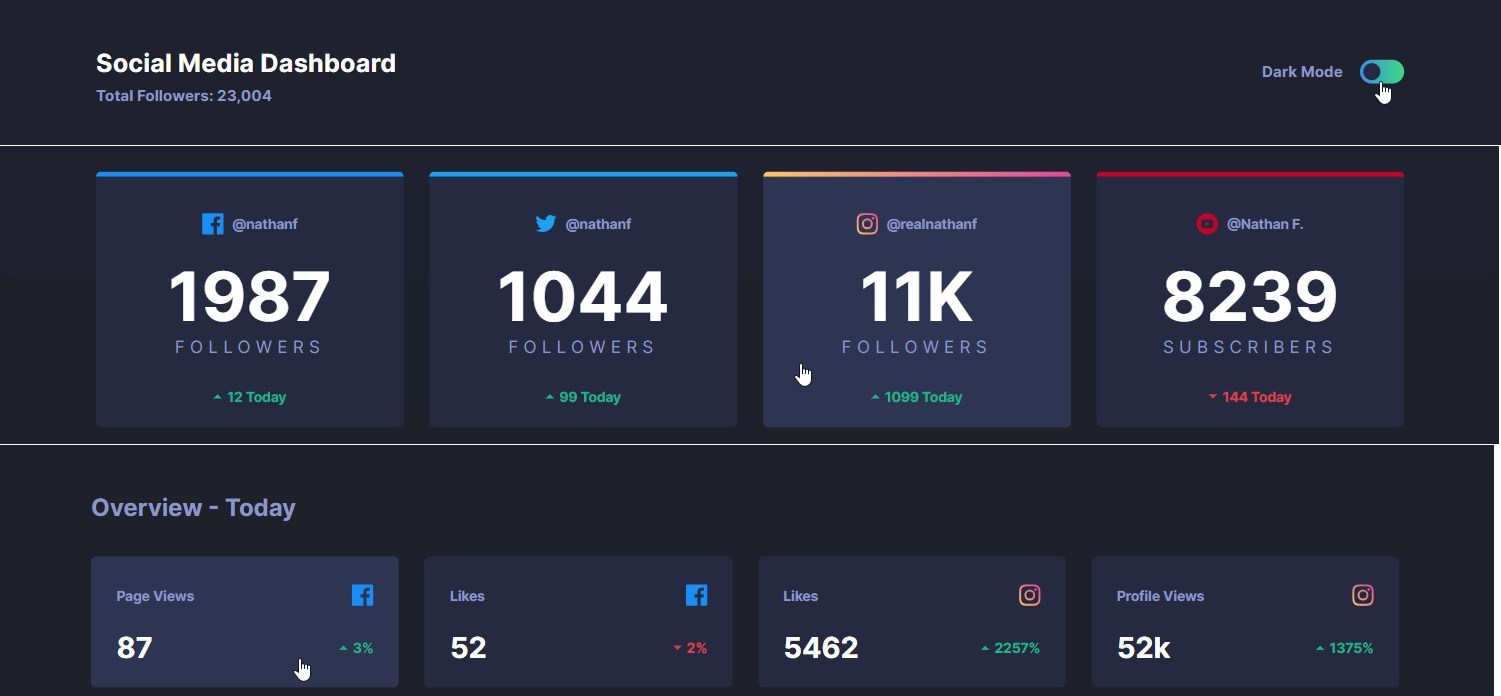 Social Media Dashboard
Total Followers: 23,004
Dark Mode
@nathanf
1987
FOLLOWERS
12 Today
@nathanf
1044
FOLLOWERS
99 Today
@realnathanf
11K
FOLLOWERS
1099 Today
@Nathan F.
8239
SUBSCRIBERS
144 Today
Overview - Today
Page Views
87
3%
Likes
52
2%
Likes
5462
2257%
Profile Views
52k
1375%